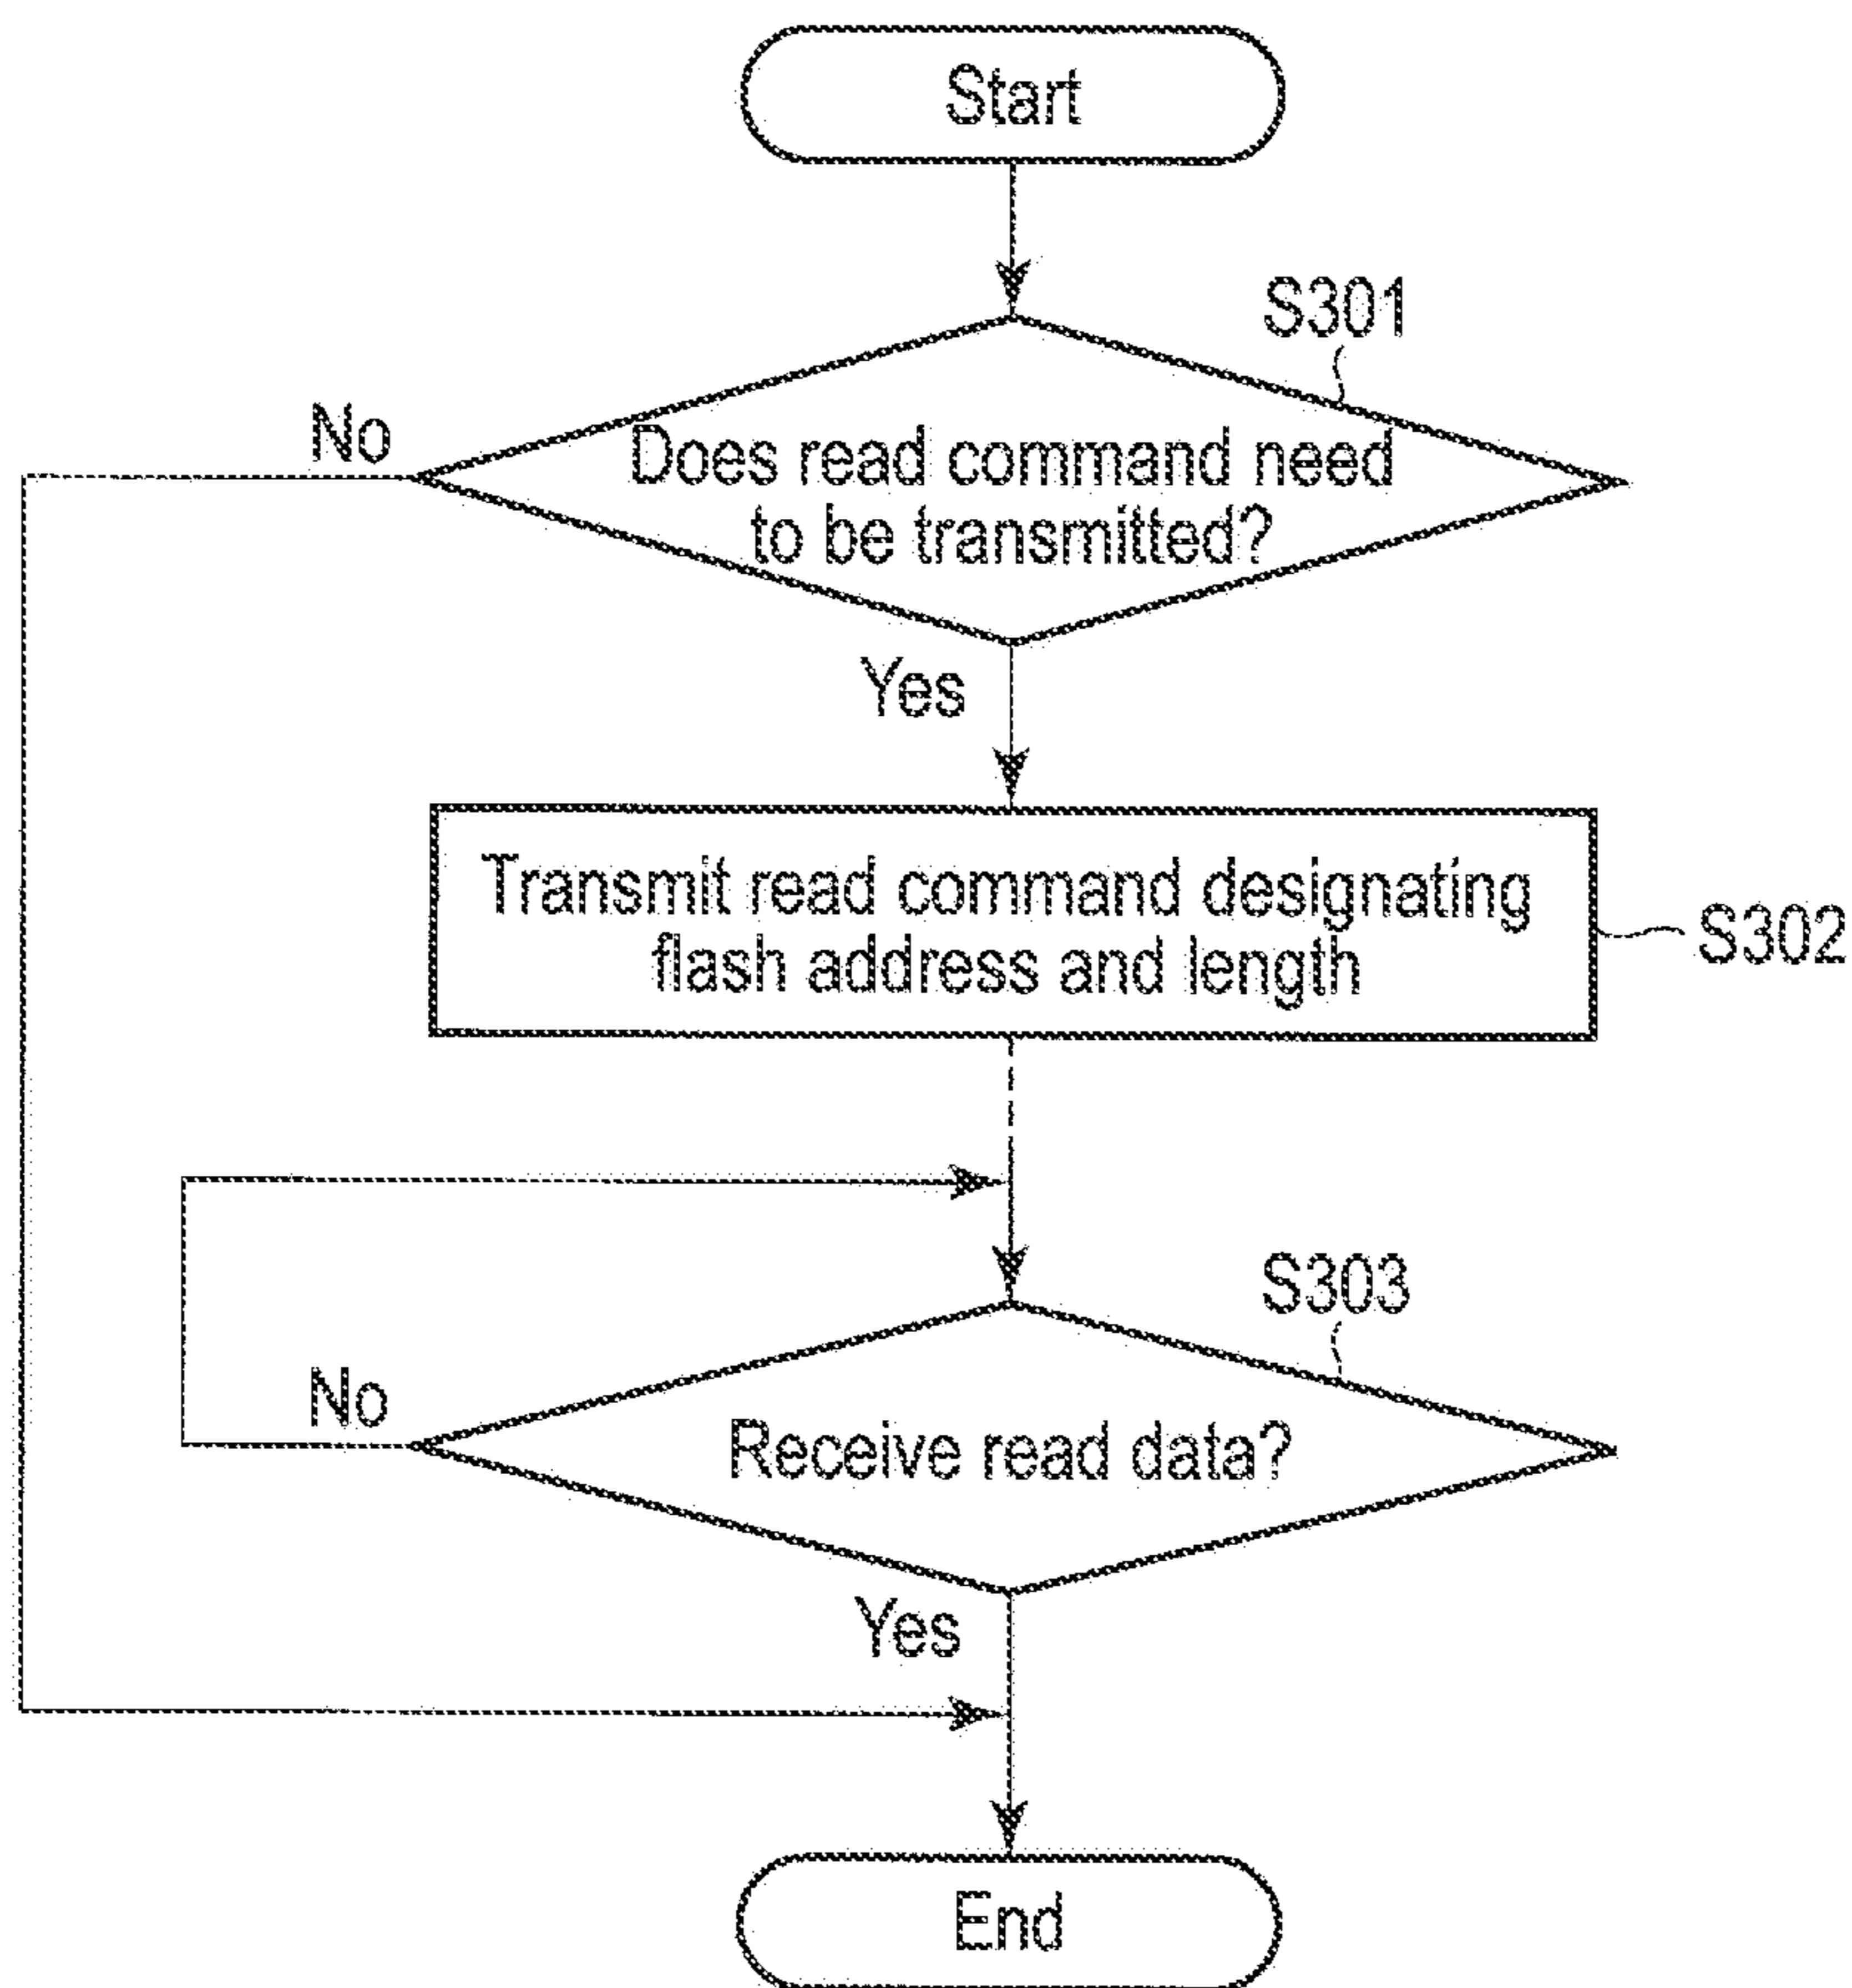 Start
S301
No
Does read command need
to be transmitted?
Yes
Transmit read command designating
flash address and length
S302
S303
No
Receive read data?
Yes
End